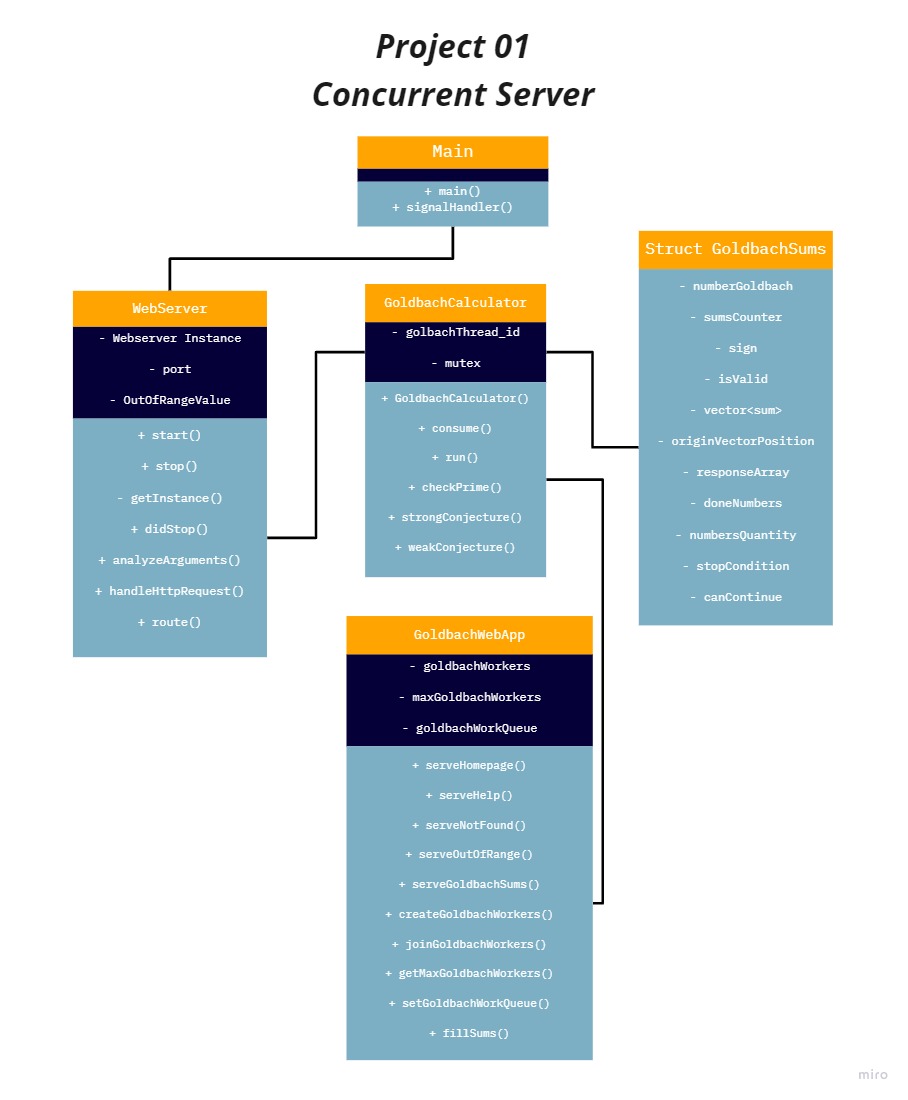 Project 01
Concurrent Server
Main
+ main()
+ signalHandler()
WebServer
- Webserver Instance
- port
- OutOfRangeValue
+ start()
+ stop()
- getInstance()
+ didStop()
+ analyzeArguments()
+ handleHttpRequest()
+ route()
GoldbachCalculator
- golbachThread_id
- mutex
+ GoldbachCalculator()
+ consume()
+ run()
+ checkPrime()
+ strongConjecture()
+ weakConjecture()
Struct GoldbachSums
- numberGoldbach
- sumsCounter
- sign
- isValid
- vector<sum>
- originVectorPosition
- responseArray
- doneNumbers
- numbersQuantity
- stopCondition
- canContinue
GoldbachWebApp
- goldbachWorkers
- maxGoldbachWorkers
- goldbachWorkQueue
+ serveHomepage()
+ serveHelp()
+ serveNotFound()
+ serveOutOfRange()
+ serveGoldbachSums()
+ createGoldbachWorkers()
+ joinGoldbachWorkers()
+ getMaxGoldbachWorkers()
+ setGoldbachWorkQueue()
+ fillSums()
miro